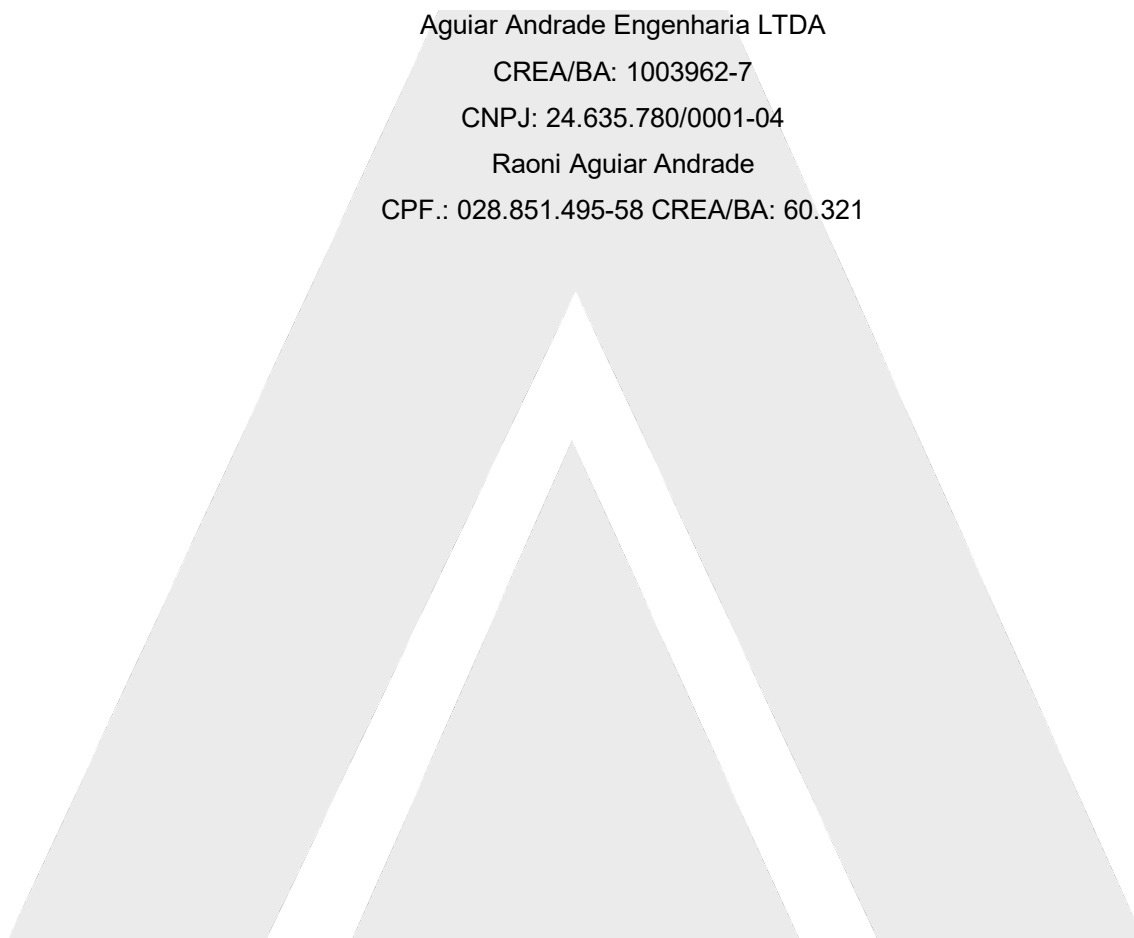 Aguiar Andrade Engenharia LTDA
CREA/BA: 1003962-7
CNPJ: 24.635.780/0001-04
Raoni Aguiar Andrade
CPF.: 028.851.495-58 CREA/BA: 60.321